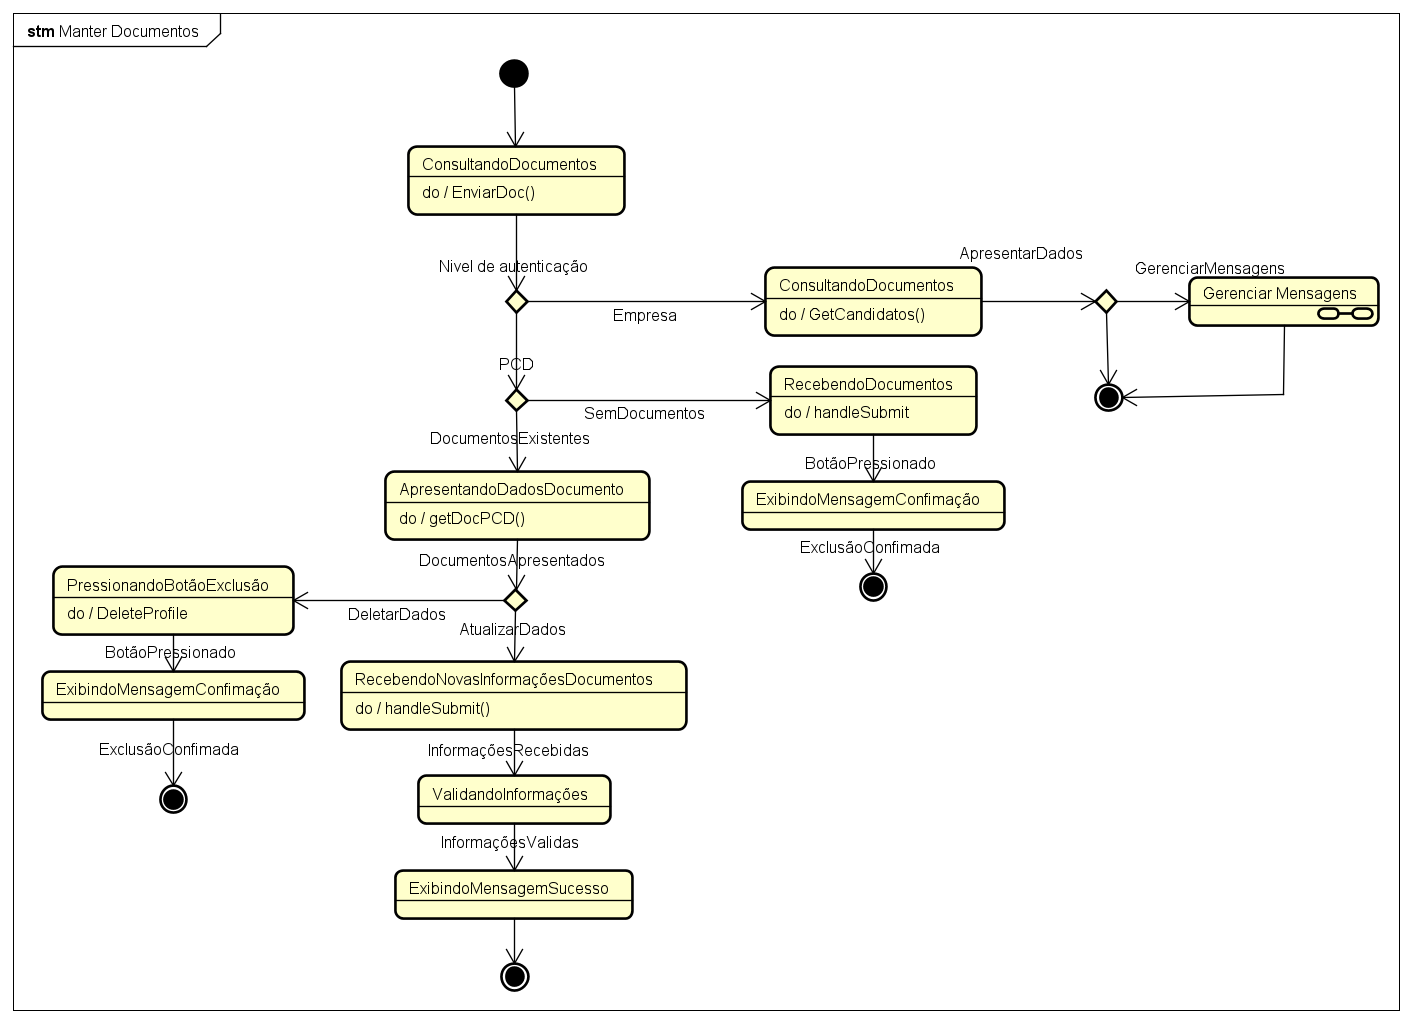 stm Manter Documentos
ConsultandoDocumentos
do / EnviarDoc()
Nivel de autenticação
Empresa
ConsultandoDocumentos
do / GetCandidatos()
ApresentarDados
GerenciarMensagens
Gerenciar Mensagens
PCD
SemDocumentos
RecebendoDocumentos
do / handleSubmit
BotãoPressionado
ExibindoMensagemConfimação
ExclusãoConfimada
DocumentosExistentes
ApresentandoDadosDocumento
do / getDocPCD()
DocumentosApresentados
DeletarDados
PressionandoBotãoExclusão
do / DeleteProfile
BotãoPressionado
ExibindoMensagemConfimação
ExclusãoConfimada
AtualizarDados
RecebendoNovasInformaçõesDocumentos
do / handleSubmit()
InformaçõesRecebidas
ValidandoInformações
InformaçõesValidas
ExibindoMensagemSucesso